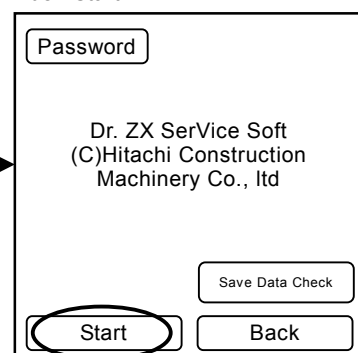 Password
Dr. ZX SerVice Soft
(C)Hitachi Construction
Machinery Co., ltd
Save Data Check
Start
Back